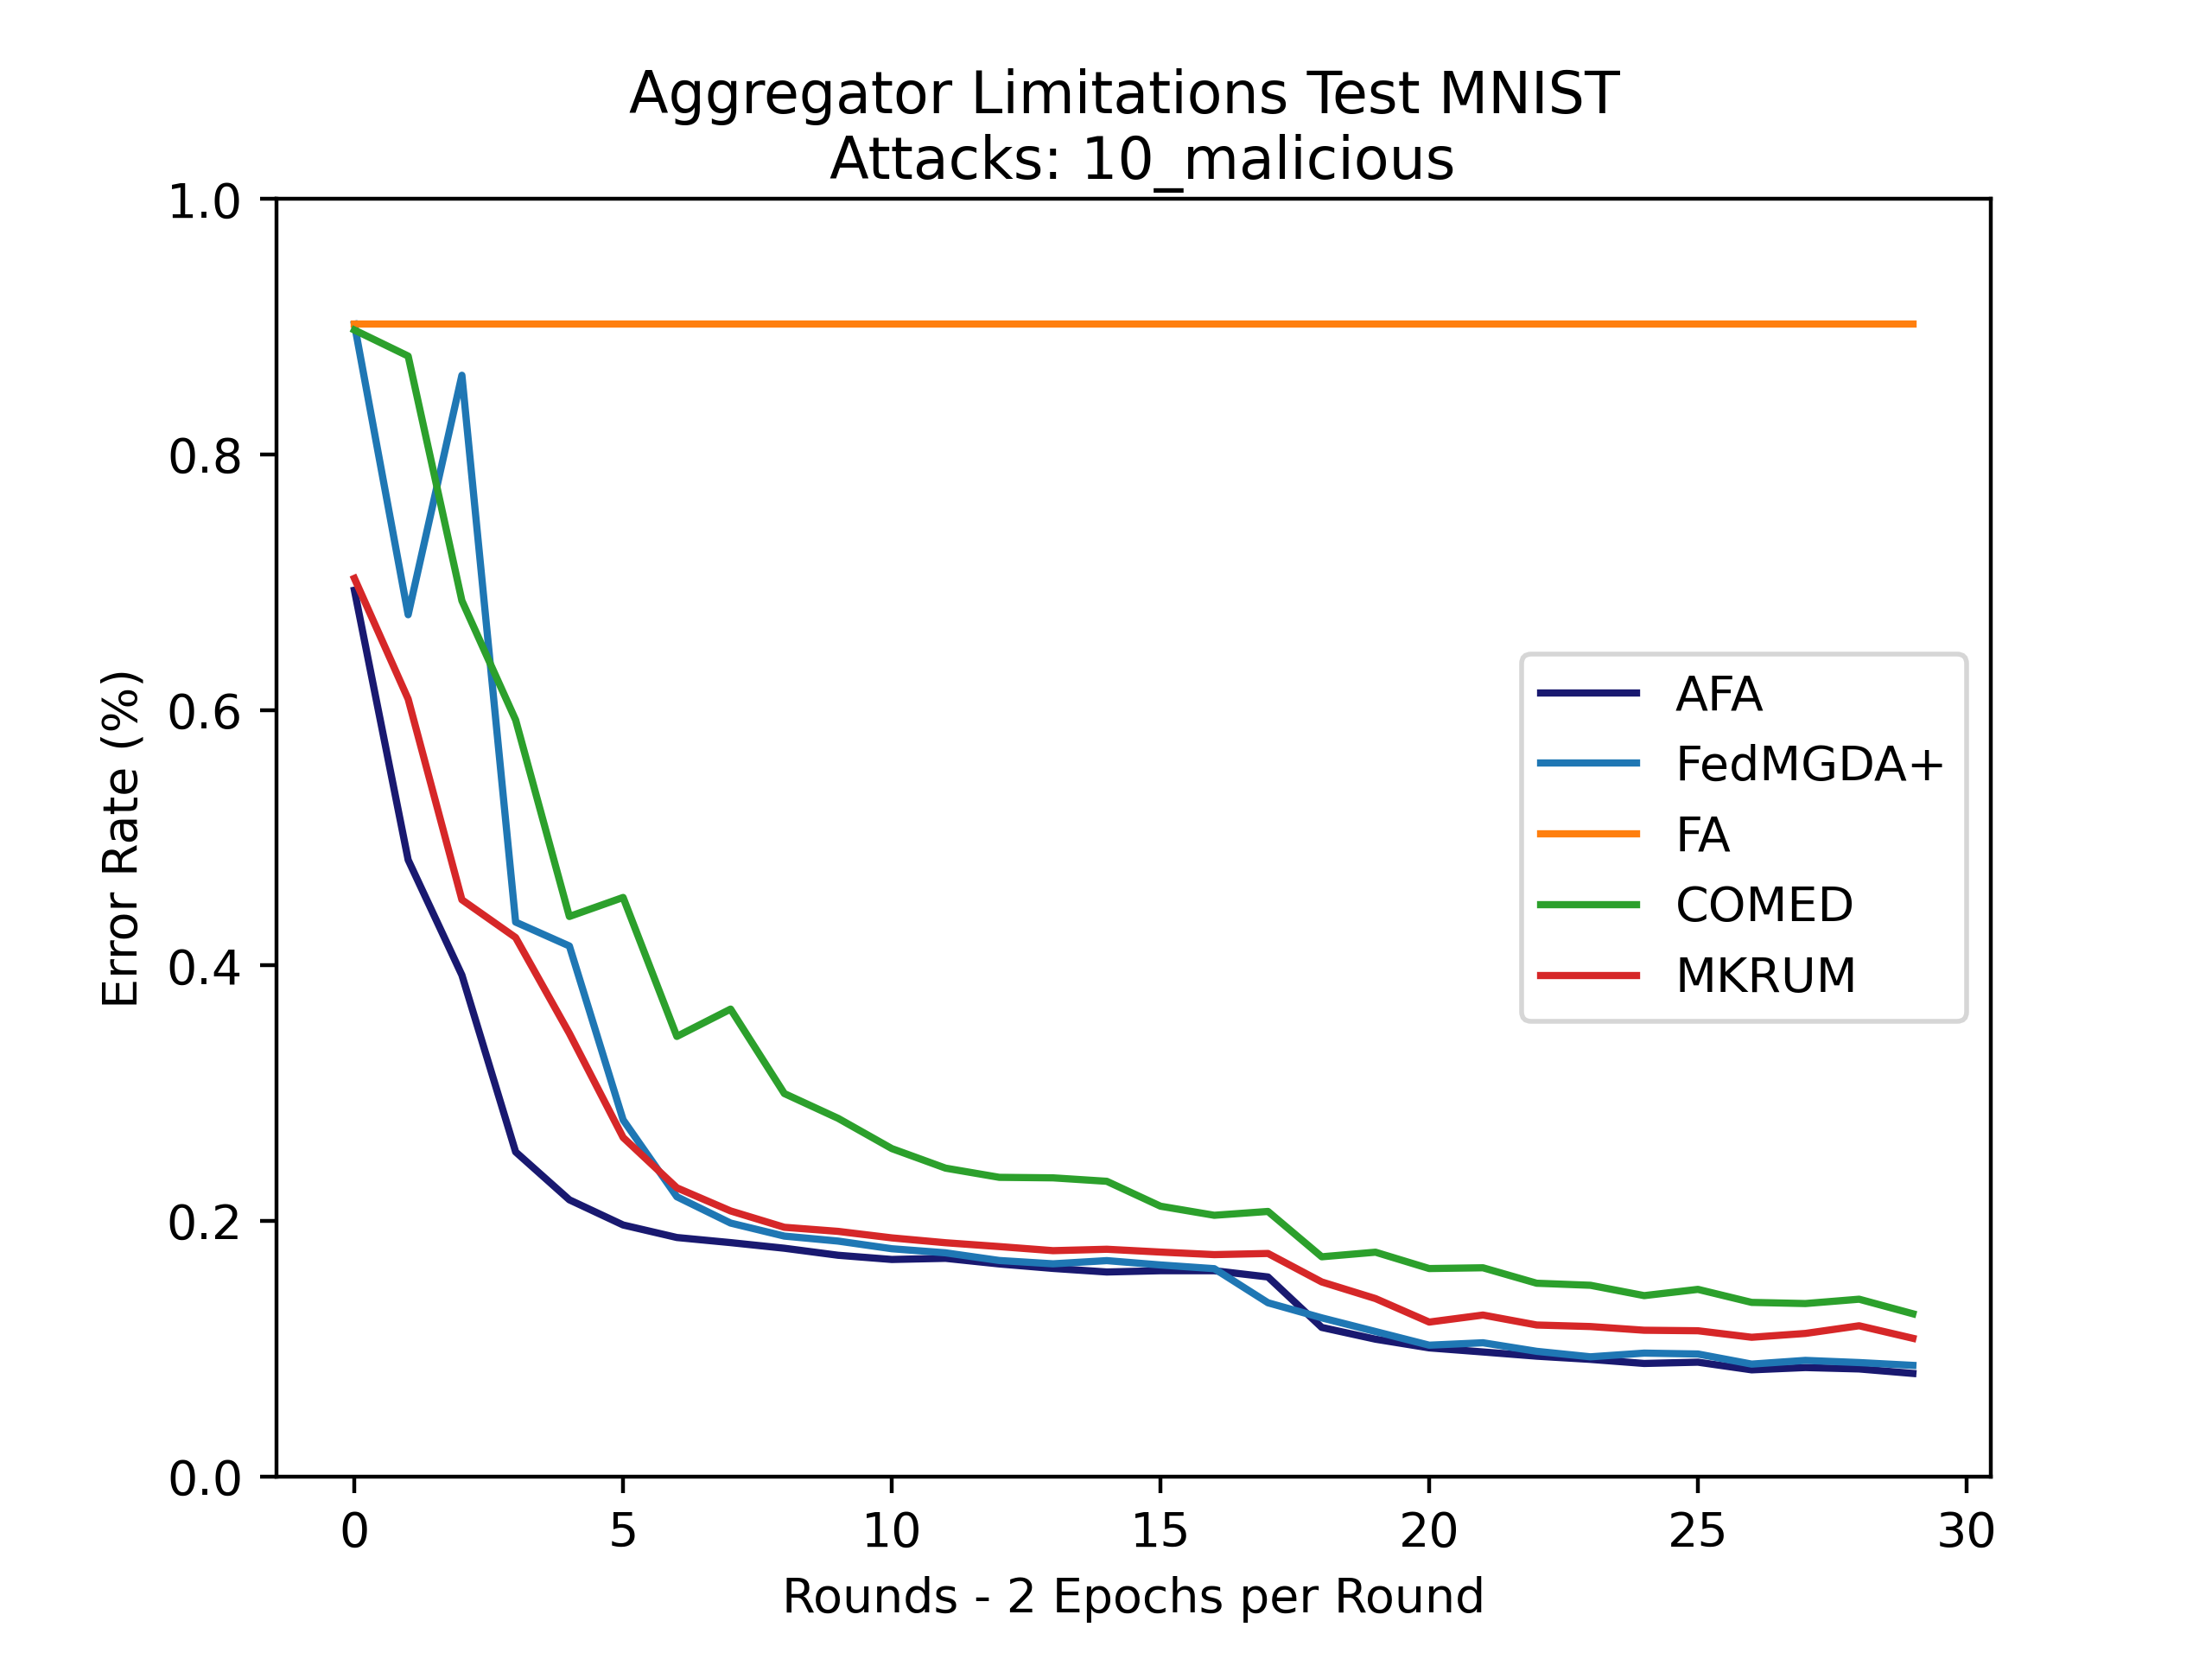 Aggregator Limitations Test MNIST
Attacks: 10_malicious
1.0
0.8
0.6
0.4
0.2
0.0
Error Rate (%)
AFA
FedMGDA+
FA
COMED
MKRUM
0 5 10 15 20 25 30
Rounds - 2 Epochs per Round